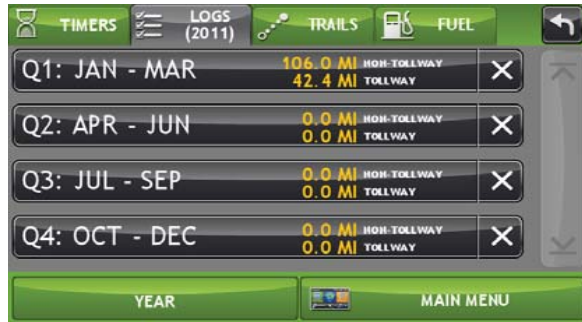 TIMERS
LOGS
(2011)
TRAILS
FUEL
Q1: JAN - MAR
106.0 MI NON-TOLLWAY
42.4 MI TOLLWAY
Q2: APR - JUN
0.0 MI NON-TOLLWAY
0.0 MI TOLLWAY
Q3: JUL - SEP
0.0 MI NON-TOLLWAY
0.0 MI TOLLWAY
Q4: OCT - DEC
0.0 MI NON-TOLLWAY
0.0 MI TOLLWAY
YEAR
MAIN MENU